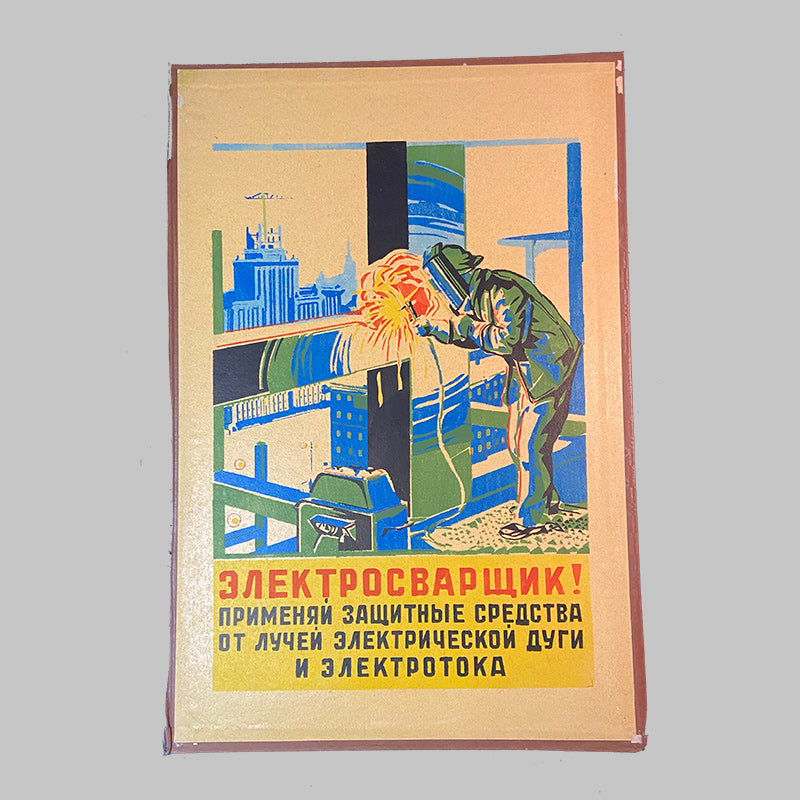 ЭЛЕКТРОСВАРЩИК!
ПРИМЕНЯЙ ЗАЩИТНЫЕ СРЕДСТВА
ОТ ЛУЧЕЙ ЭЛЕКТРИЧЕСКОЙ ДУГИ
И ЭЛЕКТРОТОКА